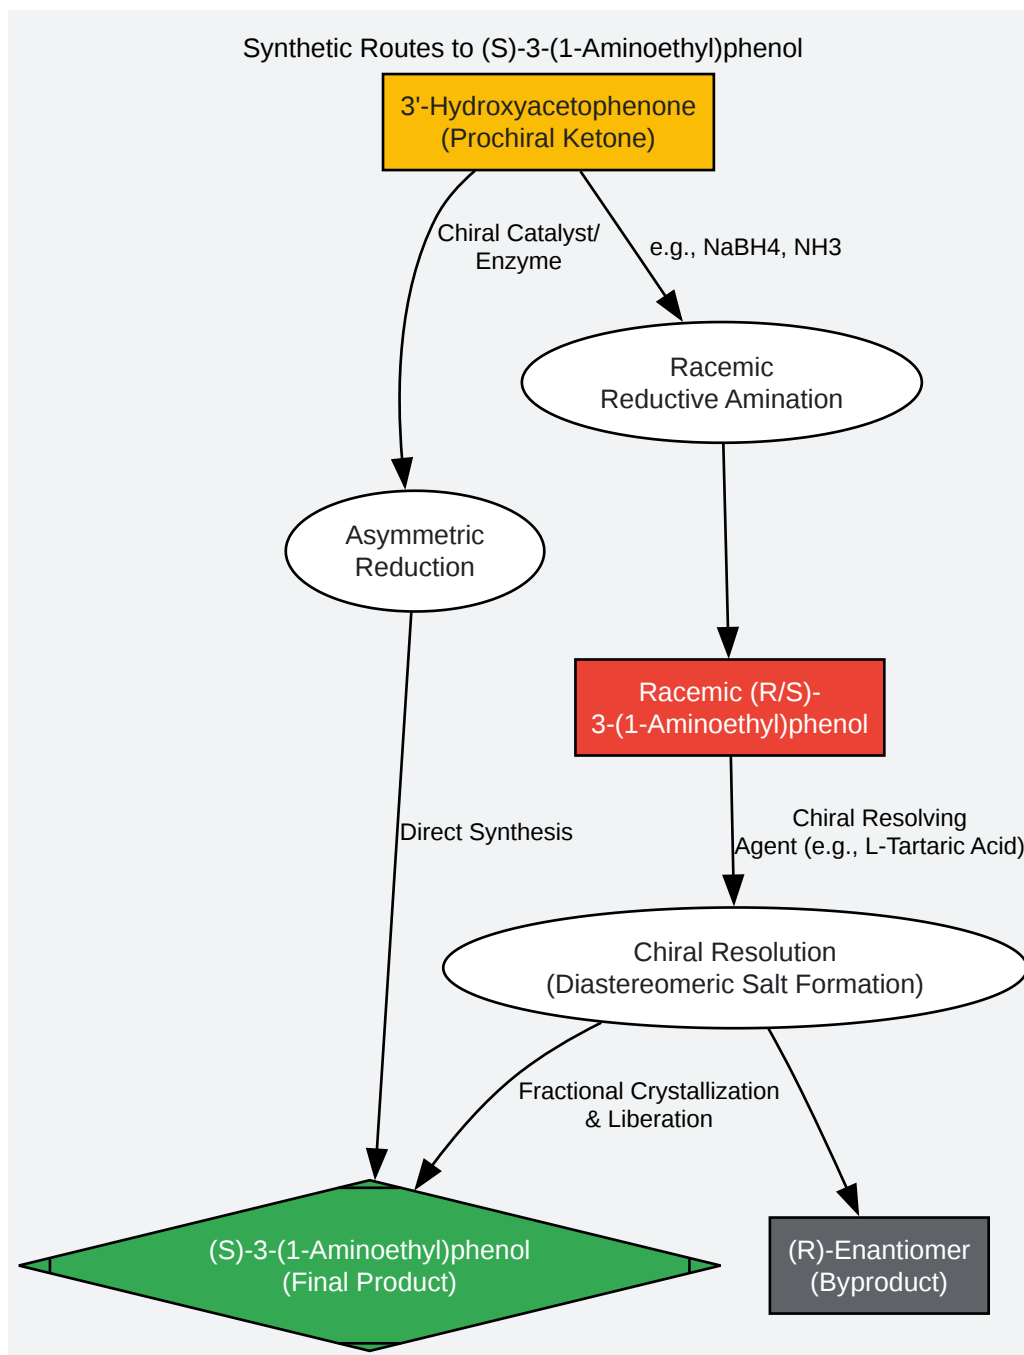 Synthetic Routes to (S)-3-(1-Aminoethyl)phenol
3'-Hydroxyacetophenone
(Prochiral Ketone)
Chiral Catalyst/
Enzyme
e.g., NaBH4, NH3
Racemic
Reductive Amination
Asymmetric
Reduction
Racemic (R/S)-
3-(1-Aminoethyl)phenol
Direct Synthesis
Chiral Resolving
Agent (e.g., L-Tartaric Acid)
Chiral Resolution
(Diastereomeric Salt Formation)
Fractional Crystallization
& Liberation
(S)-3-(1-Aminoethyl)phenol
(Final Product)
(R)-Enantiomer
(Byproduct)